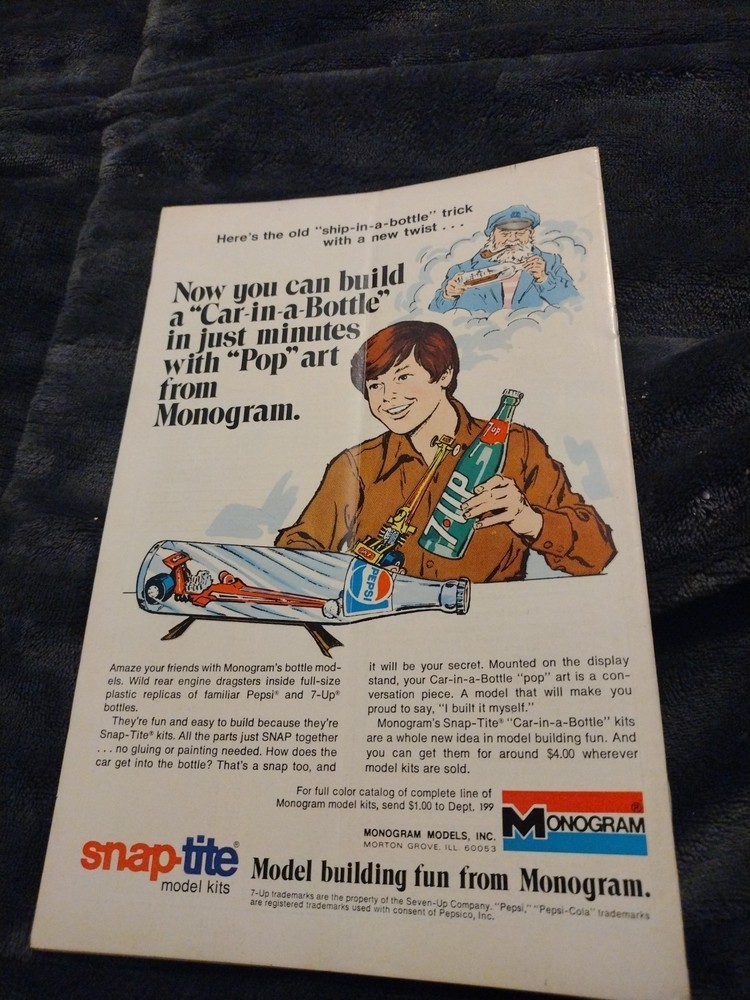 Here's the old "ship-in-a-bottle" trick
with a new twist . . .
Now you can build
a "Car-in-a-Bottle"
in just minutes
with "Pop" art
from
Monogram.
7up
7·UP
PEPSI
Amaze your friends with Monogram's bottle mod-
els. Wild rear engine dragsters inside full-size
plastic replicas of familiar Pepsi® and 7-Up®
bottles.
They're fun and easy to build because they're
Snap-Tite® kits. All the parts just SNAP together
. . . no gluing or painting needed. How does the
car get into the bottle? That's a snap too, and
it will be your secret. Mounted on the display
stand, your Car-in-a-Bottle "pop" art is a con-
versation piece. A model that will make you
proud to say, "I built it myself."
Monogram's Snap-Tite® "Car-in-a-Bottle" kits
are a whole new idea in model building fun. And
you can get them for around $4.00 wherever
model kits are sold.
For full color catalog of complete line of
Monogram model kits, send $1.00 to Dept. 199
MONOGRAM MODELS, INC.
MORTON GROVE, ILL. 60053
MONOGRAM®
snap-tite®
model kits
Model building fun from Monogram.
7-Up trademarks are the property of the Seven-Up Company. "Pepsi," "Pepsi-Cola" trademarks
are registered trademarks used with consent of Pepsico, Inc.